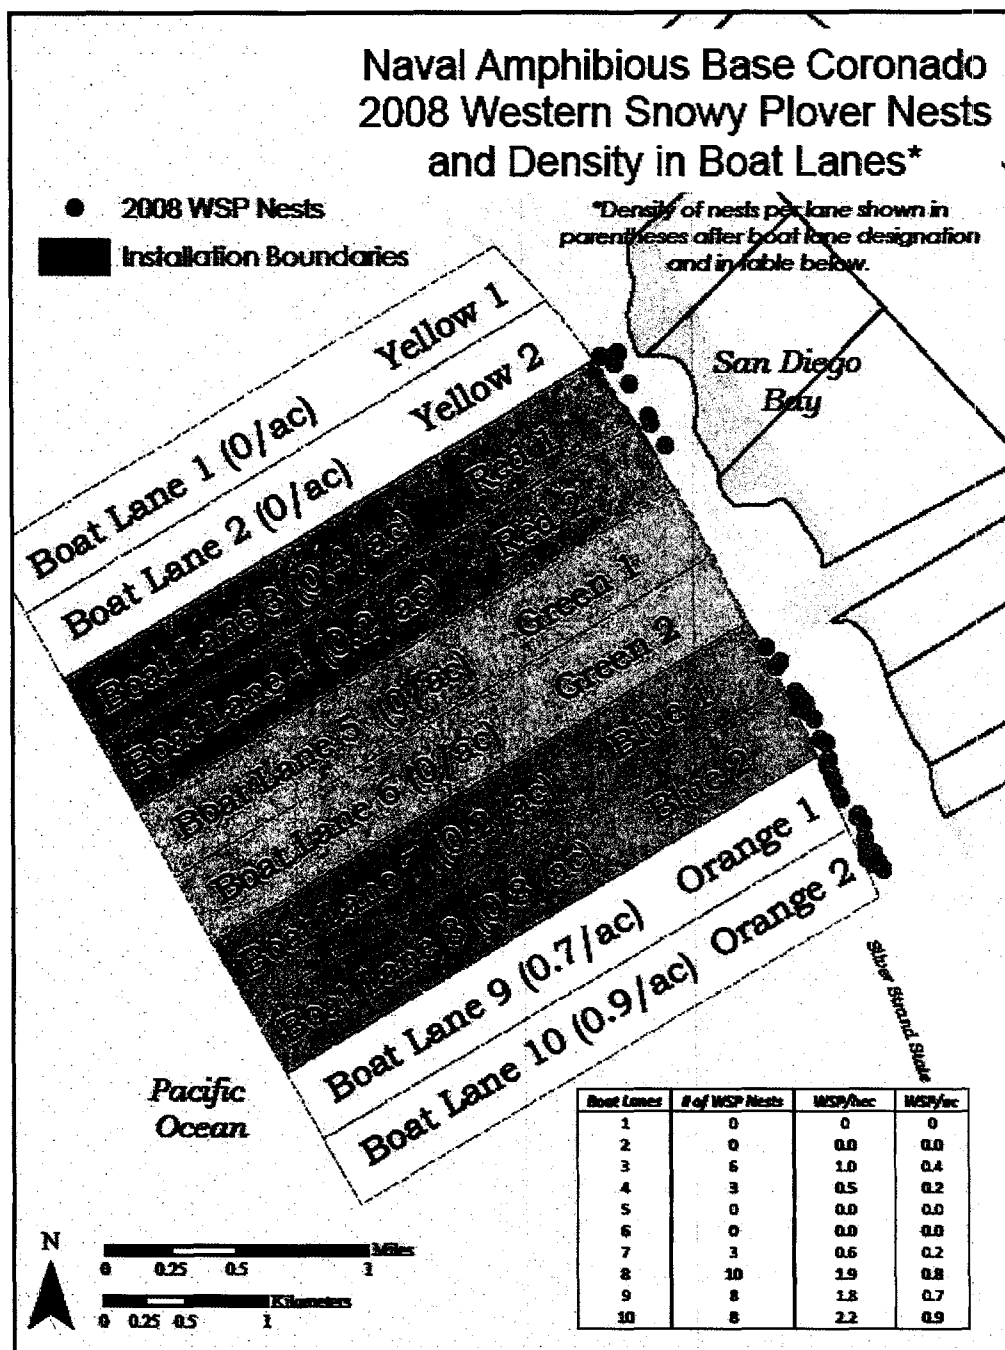 Naval Amphibious Base Coronado
2008 Western Snowy Plover Nests
and Density in Boat Lanes*
2008 WSP Nests
Installation Boundaries
*Density of nests per lane shown in
parentheses after boat lane designation
and in table below.
San Diego
Bay
Boat Lane 1 (0/ac) Yellow 1
Boat Lane 2 (0/ac) Yellow 2
Boat Lane 3 (0.4/ac) Red 1
Boat Lane 4 (0.2/ac) Red 2
Boat Lane 5 (0/ac) Green 1
Boat Lane 6 (0/ac) Green 2
Boat Lane 7 (0.2/ac) Blue 1
Boat Lane 8 (0.8/ac) Blue 2
Boat Lane 9 (0.7/ac) Orange 1
Boat Lane 10 (0.9/ac) Orange 2
Silver Strand State
Pacific
Ocean
Boat Lanes # of WSP Nests WSP/hec WSP/ac
1 0 0 0
2 0 0.0 0.0
3 6 1.0 0.4
4 3 0.5 0.2
5 0 0.0 0.0
6 0 0.0 0.0
7 3 0.6 0.2
8 10 1.9 0.8
9 8 1.8 0.7
10 8 2.2 0.9
N
Miles
0 0.25 0.5 1
Kilometers
0 0.25 0.5 1